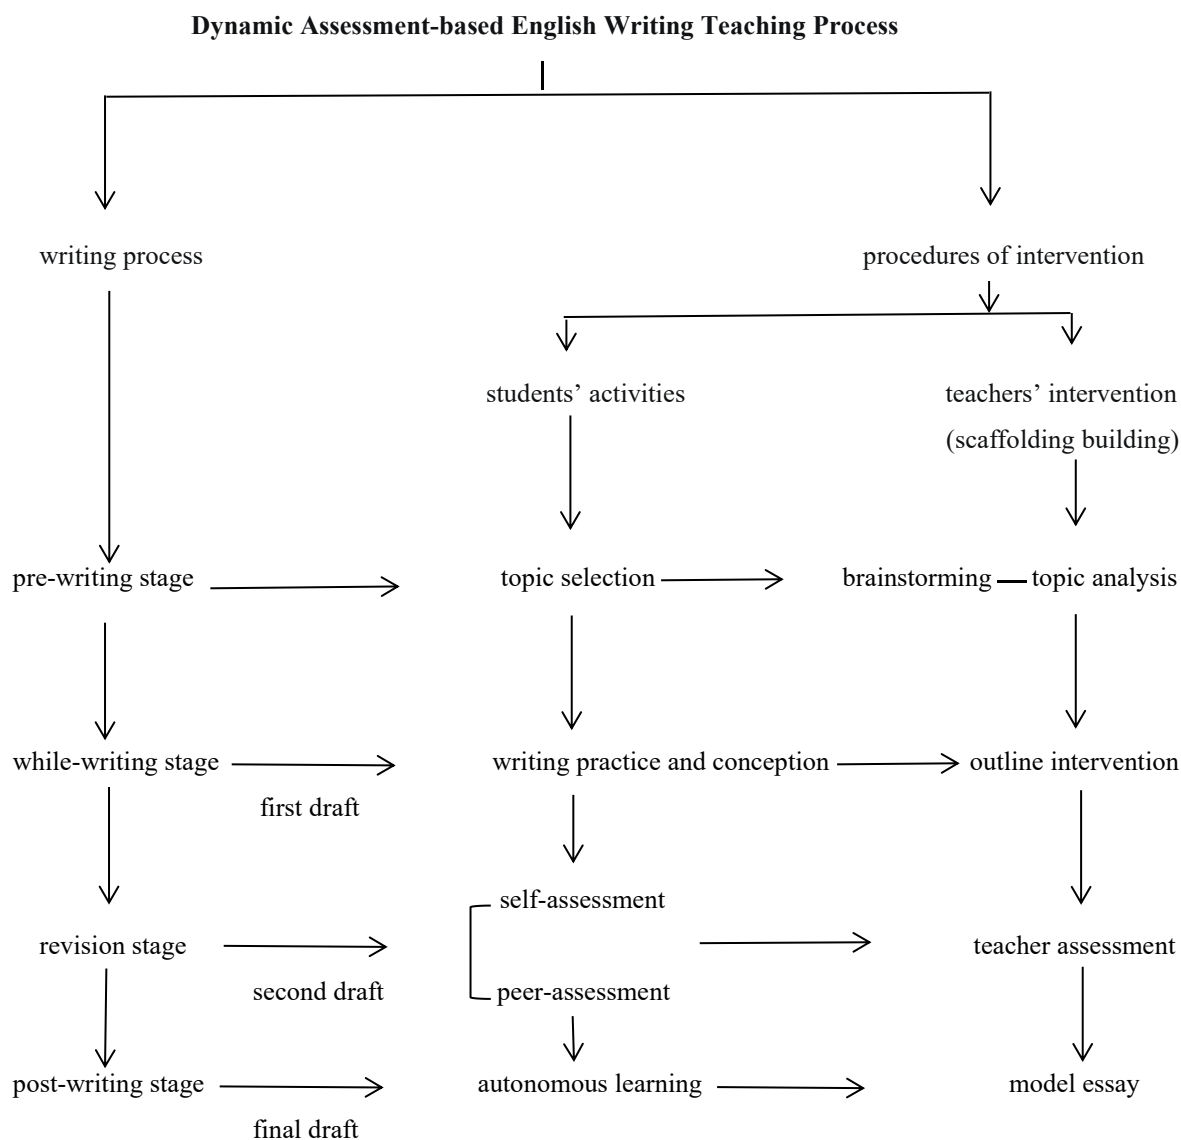 Dynamic Assessment-based English Writing Teaching Process
writing process
procedures of intervention
students’ activities
teachers’ intervention
(scaffolding building)
pre-writing stage
topic selection
brainstorming
topic analysis
while-writing stage
writing practice and conception
outline intervention
first draft
self-assessment
revision stage
teacher assessment
second draft
peer-assessment
post-writing stage
autonomous learning
model essay
final draft